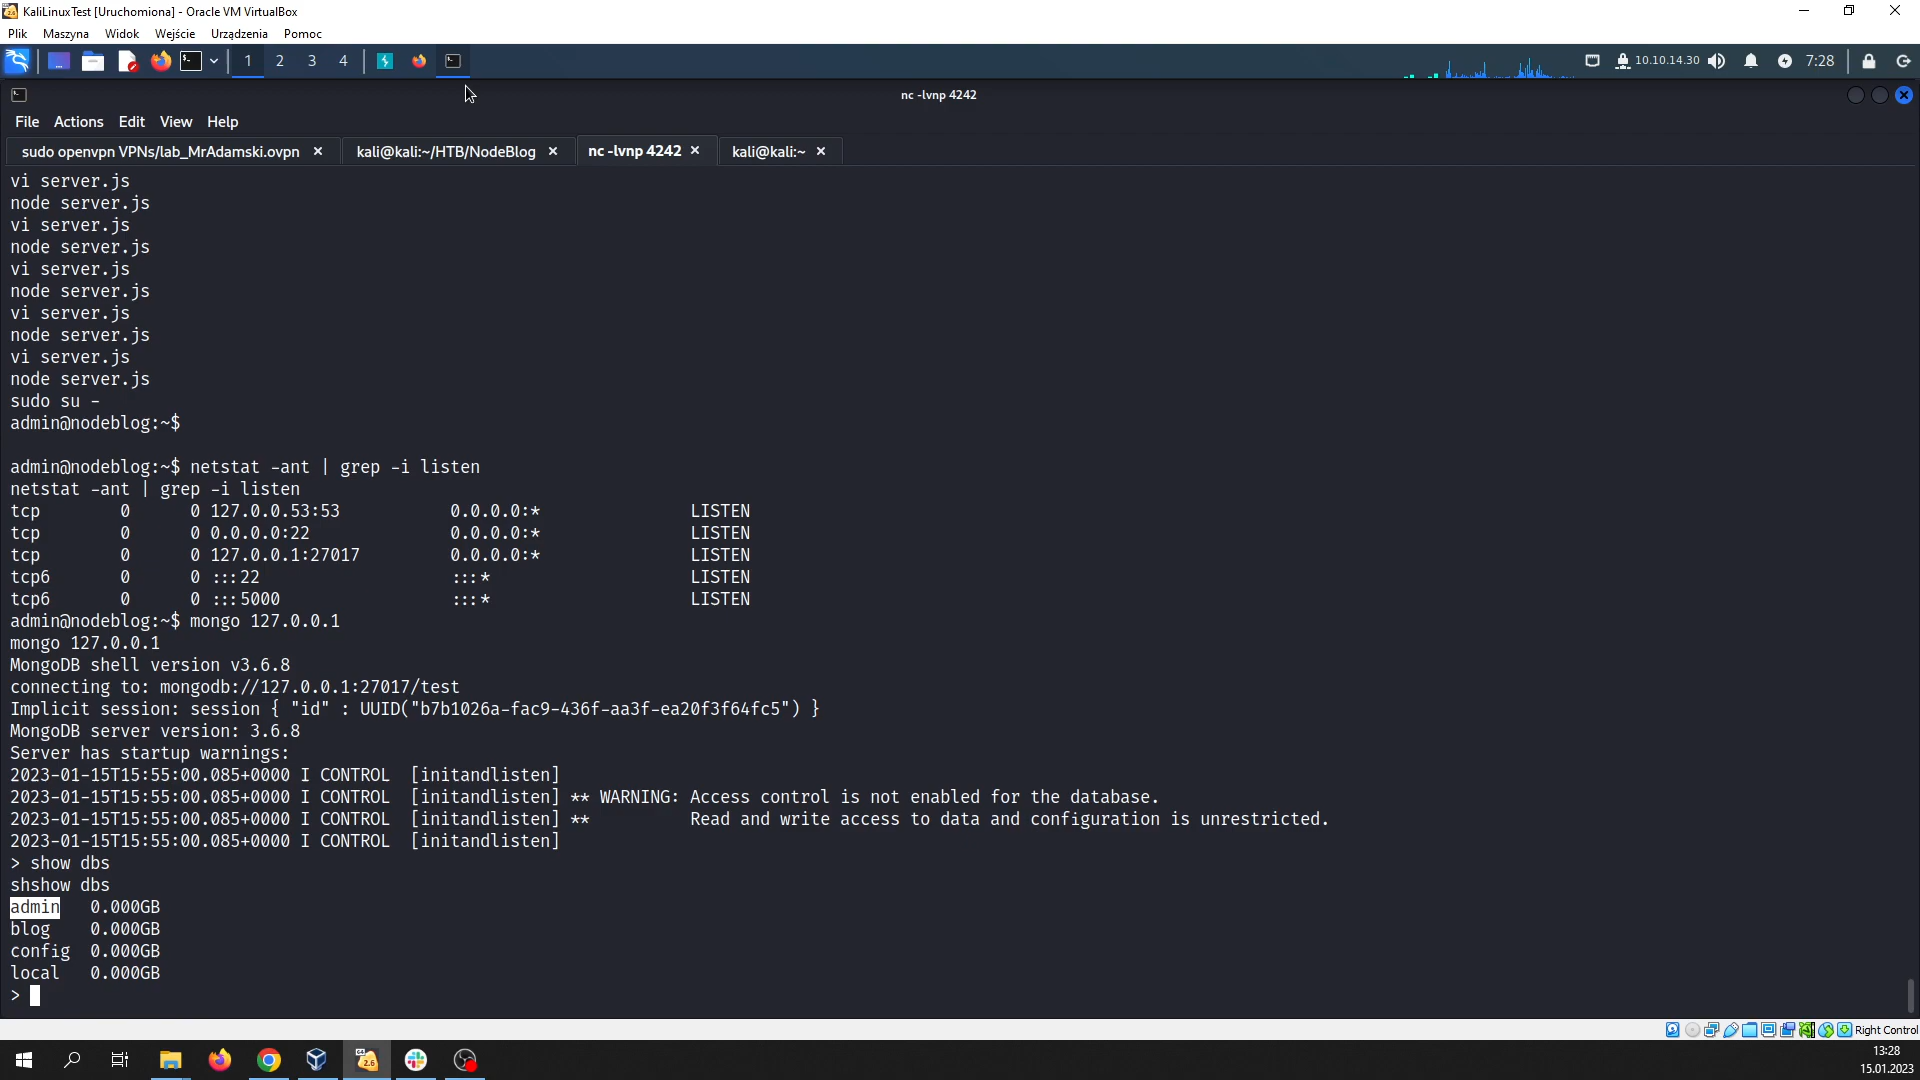 KaliLinuxTest [Uruchomiona] - Oracle VM VirtualBox
Plik Maszyna Widok Wejście Urządzenia Pomoc
1 2 3 4 10.10.14.30 7:28
nc -lvnp 4242
File Actions Edit View Help
sudo openvpn VPNs/lab_MrAdamski.ovpn × kali@kali:~/HTB/NodeBlog × nc -lvnp 4242 × kali@kali:~ ×
vi server.js
node server.js
vi server.js
node server.js
vi server.js
node server.js
vi server.js
node server.js
vi server.js
node server.js
sudo su -
admin@nodeblog:~$
admin@nodeblog:~$ netstat -ant | grep -i listen
netstat -ant | grep -i listen
tcp 0 0 127.0.0.53:53 0.0.0.0:* LISTEN
tcp 0 0 0.0.0.0:22 0.0.0.0:* LISTEN
tcp 0 0 127.0.0.1:27017 0.0.0.0:* LISTEN
tcp6 0 0 :::22 :::* LISTEN
tcp6 0 0 :::5000 :::* LISTEN
admin@nodeblog:~$ mongo 127.0.0.1
mongo 127.0.0.1
MongoDB shell version v3.6.8
connecting to: mongodb://127.0.0.1:27017/test
Implicit session: session { "id" : UUID("b7b1026a-fac9-436f-aa3f-ea20f3f64fc5") }
MongoDB server version: 3.6.8
Server has startup warnings:
2023-01-15T15:55:00.085+0000 I CONTROL [initandlisten]
2023-01-15T15:55:00.085+0000 I CONTROL [initandlisten] ** WARNING: Access control is not enabled for the database.
2023-01-15T15:55:00.085+0000 I CONTROL [initandlisten] ** Read and write access to data and configuration is unrestricted.
2023-01-15T15:55:00.085+0000 I CONTROL [initandlisten]
> show dbs
shshow dbs
admin 0.000GB
blog 0.000GB
config 0.000GB
local 0.000GB
>
Right Control
13:28
15.01.2023